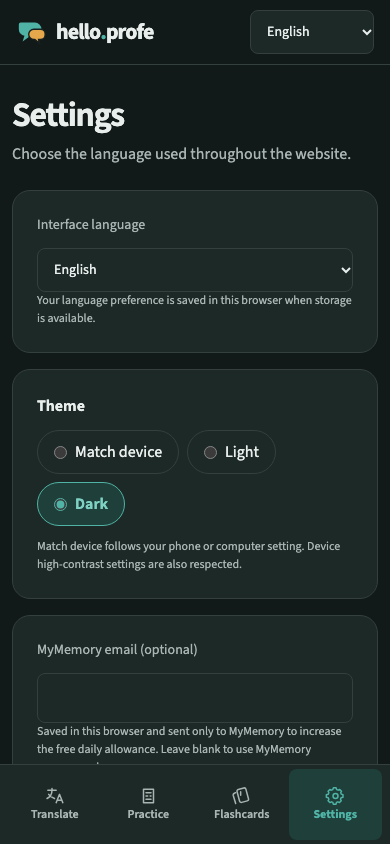 hello.profe
English
Settings
Choose the language used throughout the website.
Interface language
English
Your language preference is saved in this browser when storage
is available.
Theme
Match device
Light
Dark
Match device follows your phone or computer setting. Device
high-contrast settings are also respected.
MyMemory email (optional)
Saved in this browser and sent only to MyMemory to increase
the free daily allowance. Leave blank to use MyMemory
Translate
Practice
Flashcards
Settings